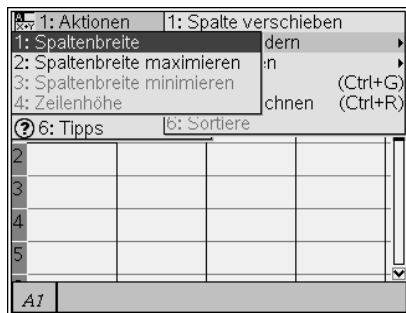 1: Aktionen
1: Spalte verschieben
1: Spaltenbreite
dern
2: Spaltenbreite maximieren
:n
3: Spaltenbreite minimieren
(Ctrl+G)
4: Zeilenhöhe
chnen (Ctrl+R)
6: Tipps
6: Sortiere
2
3
4
5
A1